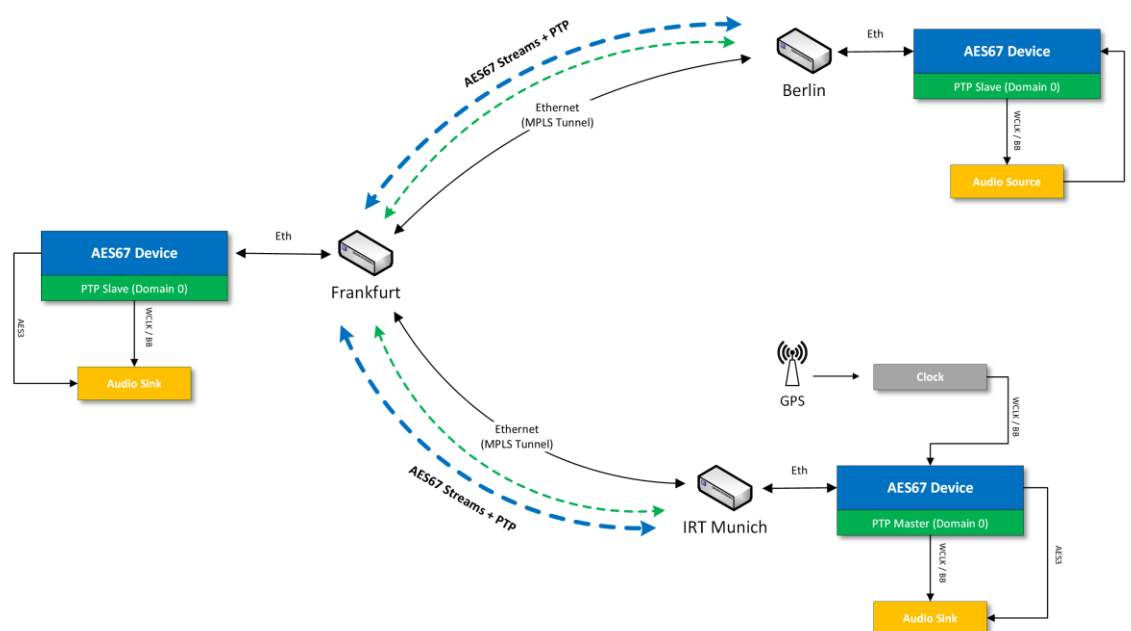 AES67 Streams + PTP
Eth
AES67 Device
PTP Slave (Domain 0)
Berlin
Ethernet
(MPLS Tunnel)
WCLK / BB
Audio Source
Eth
AES67 Device
PTP Slave (Domain 0)
Frankfurt
AES3
WCLK / BB
Audio Sink
GPS
Clock
WCLK / BB
Ethernet
(MPLS Tunnel)
AES67 Streams + PTP
Eth
AES67 Device
PTP Master (Domain 0)
IRT Munich
WCLK / BB
AES3
Audio Sink